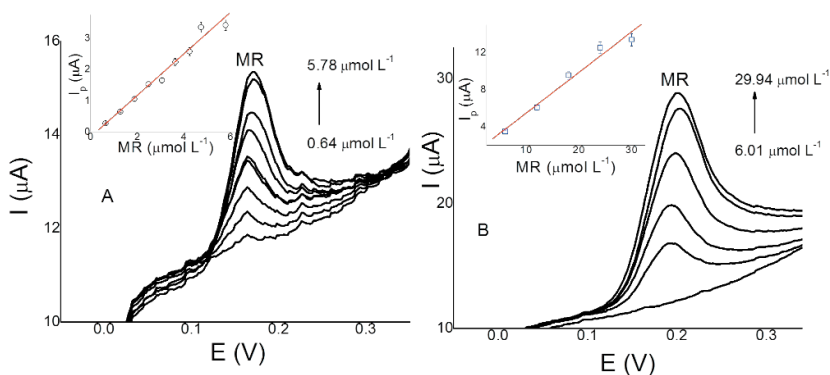 16
14
12
10
I (μA)
0.0
0.1
0.2
0.3
E (V)
A
MR
5.78 μmol L⁻¹
0.64 μmol L⁻¹
3
2
1
0
Iₚ (μA)
0
2
4
6
MR (μmol L⁻¹)
30
20
10
I (μA)
0.0
0.1
0.2
0.3
E (V)
B
MR
29.94 μmol L⁻¹
6.01 μmol L⁻¹
12
8
4
Iₚ (μA)
10
20
30
MR (μmol L⁻¹)